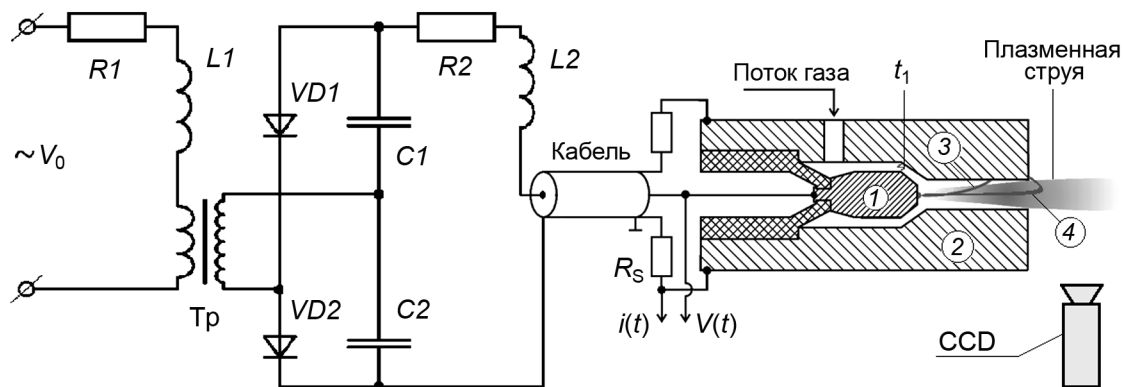 R1
L1
R2
L2
VD1
C1
~ V₀
Тр
VD2
C2
Кабель
Rₛ
i(t)
V(t)
Поток газа
t₁
Плазменная
струя
1
2
3
4
CCD